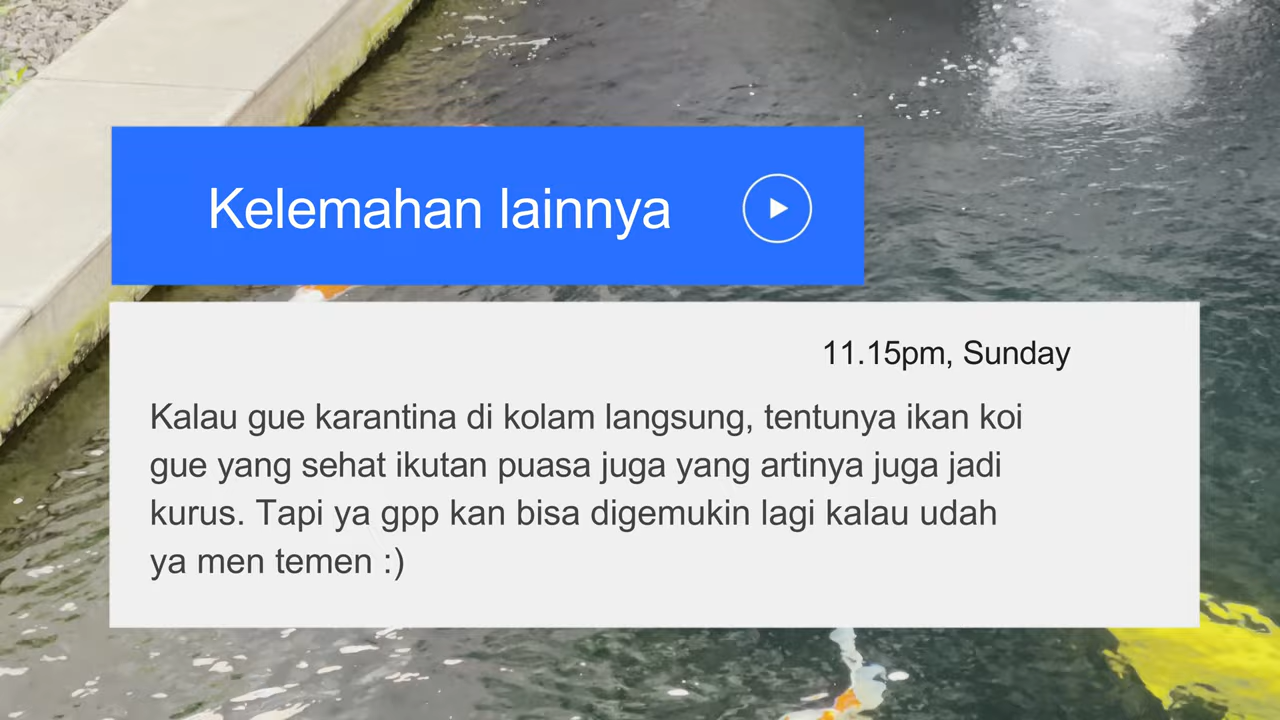 Kelemahan lainnya
11.15pm, Sunday
Kalau gue karantina di kolam langsung, tentunya ikan koi
gue yang sehat ikutan puasa juga yang artinya juga jadi
kurus. Tapi ya gpp kan bisa digemukin lagi kalau udah
ya men temen :)